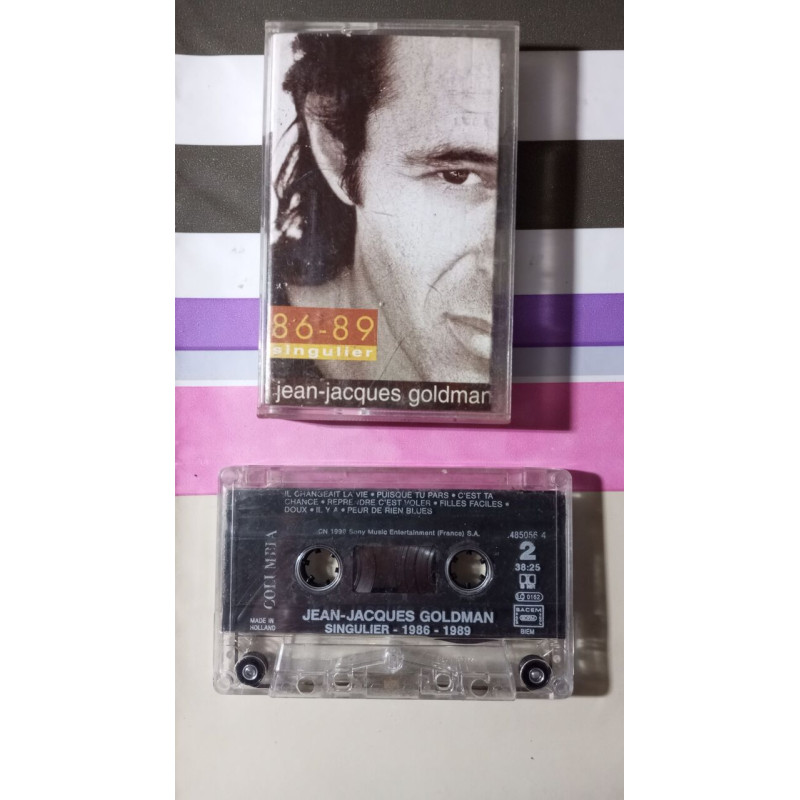 86-89
singulier
jean-jacques goldman
IL CHANGEAIT LA VIE • PUISQUE TU PARS • C'EST TA
CHANCE • REPRENDRE C'EST VOLER • FILLES FACILES •
DOUX • IL Y A • PEUR DE RIEN BLUES
Sony Music Entertainment (France) S.A.
485056 4
2
38:25
COLUMBIA
MADE IN
HOLLAND
SACEM
BIEM
JEAN-JACQUES GOLDMAN
SINGULIER - 1986 - 1989